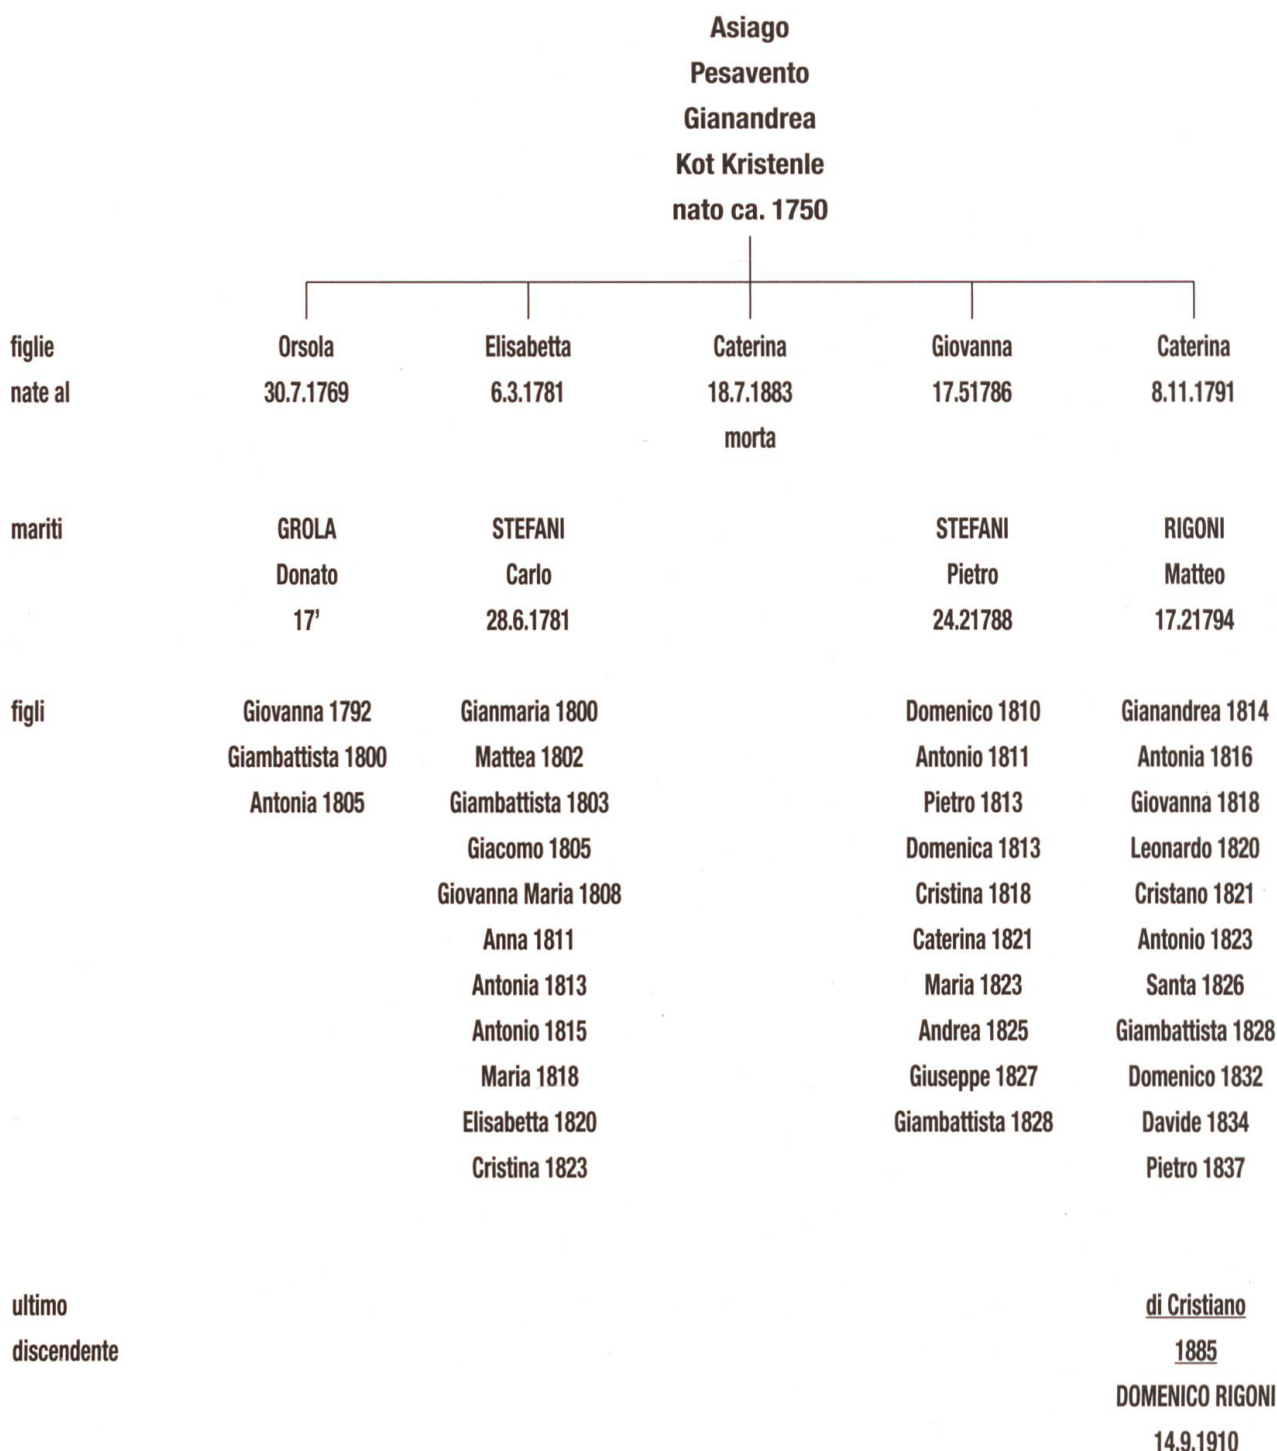 Asiago
Pesavento
Gianandrea
Kot Kristenle
nato ca. 1750
figlie Orsola Elisabetta Caterina Giovanna Caterina
nate al 30.7.1769 6.3.1781 18.7.1883 17.51786 8.11.1791
morta
mariti GROLA STEFANI STEFANI RIGONI
Donato Carlo Pietro Matteo
17’ 28.6.1781 24.21788 17.21794
figli Giovanna 1792 Gianmaria 1800 Domenico 1810 Gianandrea 1814
Giambattista 1800 Mattea 1802 Antonio 1811 Antonia 1816
Antonia 1805 Giambattista 1803 Pietro 1813 Giovanna 1818
Giacomo 1805 Domenica 1813 Leonardo 1820
Giovanna Maria 1808 Cristina 1818 Cristano 1821
Anna 1811 Caterina 1821 Antonio 1823
Antonia 1813 Maria 1823 Santa 1826
Antonio 1815 Andrea 1825 Giambattista 1828
Maria 1818 Giuseppe 1827 Domenico 1832
Elisabetta 1820 Giambattista 1828 Davide 1834
Cristina 1823 Pietro 1837
ultimo di Cristiano
discendente 1885
DOMENICO RIGONI
14.9.1910